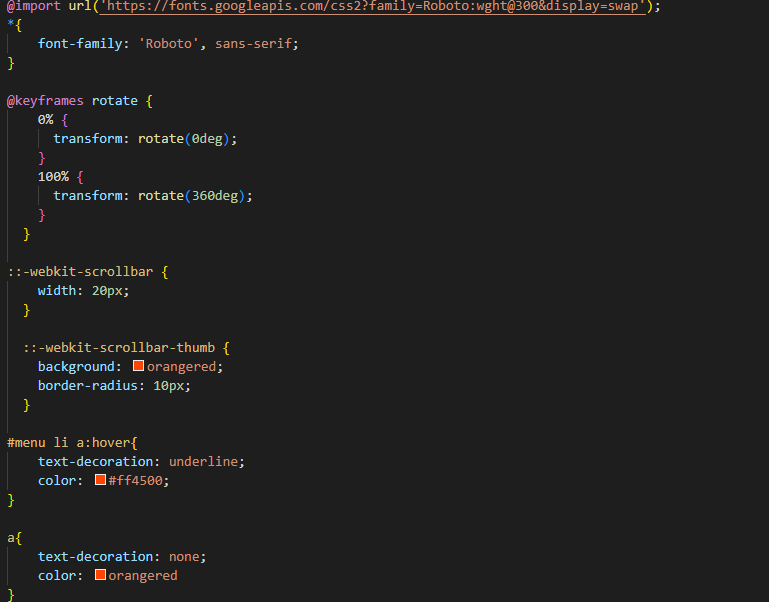 @import url('https://fonts.googleapis.com/css2?family=Roboto:wght@300&display=swap');
*{
    font-family: 'Roboto', sans-serif;
}

@keyframes rotate {
    0% {
      transform: rotate(0deg);
    }
    100% {
      transform: rotate(360deg);
    }
  }

::-webkit-scrollbar {
    width: 20px;
  }

  ::-webkit-scrollbar-thumb {
    background: orangered;
    border-radius: 10px;
  }

#menu li a:hover{
    text-decoration: underline;
    color: #ff4500;
}

a{
    text-decoration: none;
    color: orangered
}